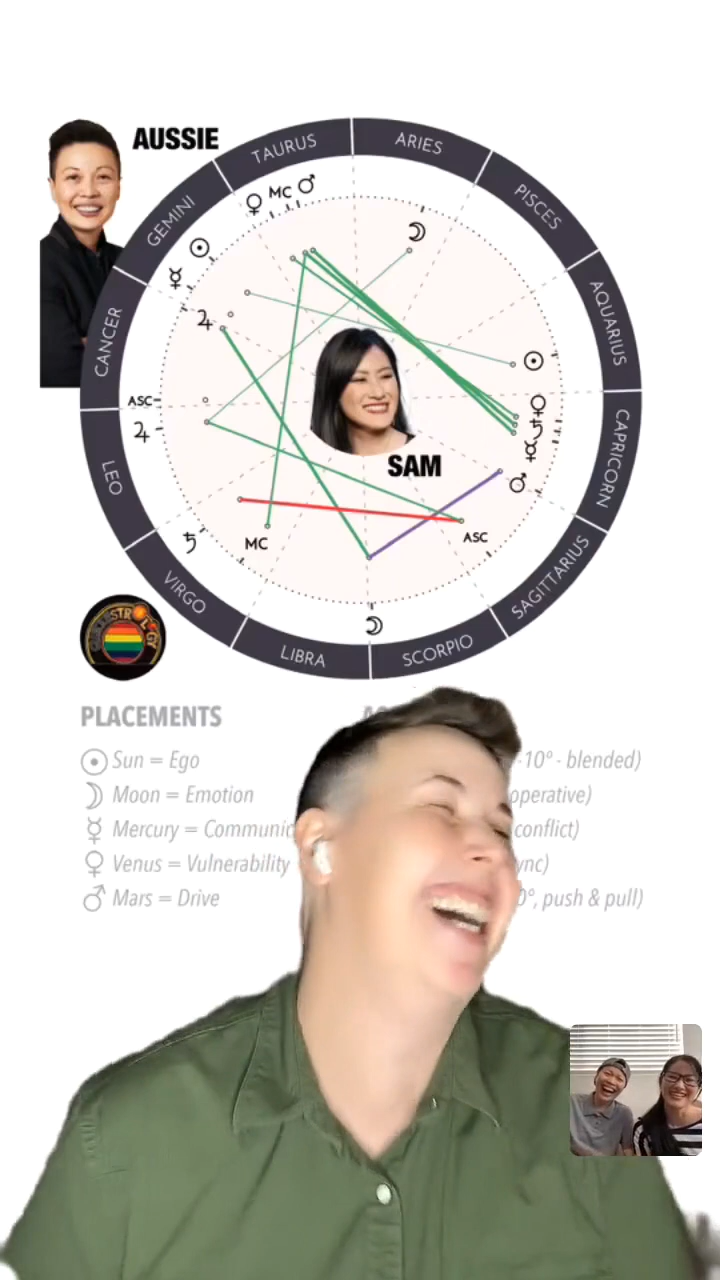 AUSSIE
TAURUS
ARIES
PISCES
GEMINI
MC
CANCER
AQUARIUS
ASC
CAPRICORN
SAM
LEO
MC
ASC
VIRGO
SAGITTARIUS
LIBRA
SCORPIO
PLACEMENTS
Sun = Ego
-10° - blended)
Moon = Emotion
operative)
Mercury = Communic
conflict)
Venus = Vulnerability
ync)
Mars = Drive
0°, push & pull)